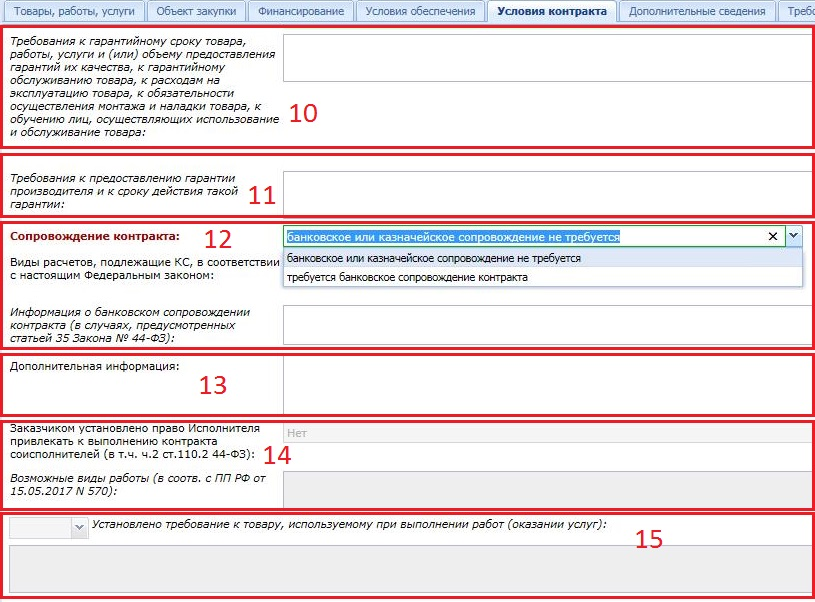 Товары, работы, услуги Объект закупки Финансирование Условия обеспечения Условия контракта Дополнительные сведения Требо
Требования к гарантийному сроку товара,
работы, услуги и (или) объему предоставления
гарантий их качества, к гарантийному
обслуживанию товара, к расходам на
эксплуатацию товара, к обязательности
осуществления монтажа и наладки товара, к
обучению лиц, осуществляющих использование
и обслуживание товара:
10
Требования к предоставлению гарантии
производителя и к сроку действия такой
гарантии:
11
Сопровождение контракта:
12
банковское или казначейское сопровождение не требуется
банковское или казначейское сопровождение не требуется
требуется банковское сопровождение контракта
Виды расчетов, подлежащие КС, в соответствии
с настоящим Федеральным законом:
Информация о банковском сопровождении
контракта (в случаях, предусмотренных
статьей 35 Закона № 44-ФЗ):
Дополнительная информация:
13
Заказчиком установлено право Исполнителя
привлекать к выполнению контракта
соисполнителей (в т.ч. ч.2 ст.110.2 44-ФЗ):
Нет
14
Возможные виды работы (в соотв. с ПП РФ от
15.05.2017 N 570):
Установлено требование к товару, используемому при выполнении работ (оказании услуг):
15